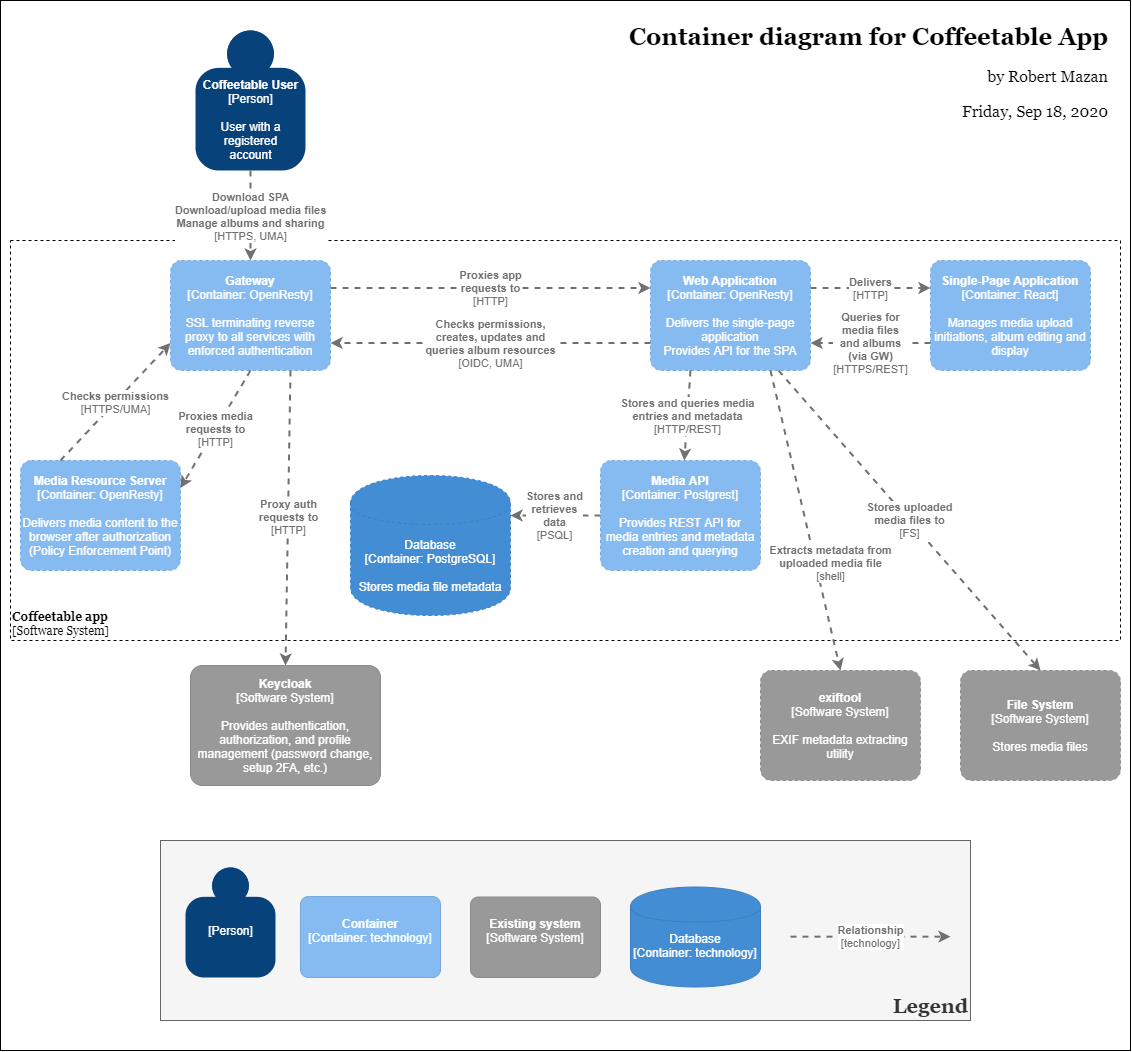 Container diagram for Coffeetable App
by Robert Mazan
Friday, Sep 18, 2020
Coffeetable User
[Person]
User with a
registered
account
Download SPA
Download/upload media files
Manage albums and sharing
[HTTPS, UMA]
Gateway
[Container: OpenResty]
SSL terminating reverse
proxy to all services with
enforced authentication
Proxies app
requests to
[HTTP]
Checks permissions,
creates, updates and
queries album resources
[OIDC, UMA]
Web Application
[Container: OpenResty]
Delivers the single-page
application
Provides API for the SPA
Delivers
[HTTP]
Queries for
media files
and albums
(via GW)
[HTTPS/REST]
Single-Page Application
[Container: React]
Manages media upload
initiations, album editing and
display
Checks permissions
[HTTPS/UMA]
Proxies media
requests to
[HTTP]
Stores and queries media
entries and metadata
[HTTP/REST]
Media Resource Server
[Container: OpenResty]
Delivers media content to the
browser after authorization
(Policy Enforcement Point)
Proxy auth
requests to
[HTTP]
Database
[Container: PostgreSQL]
Stores media file metadata
Stores and
retrieves
data
[PSQL]
Media API
[Container: Postgrest]
Provides REST API for
media entries and metadata
creation and querying
Stores uploaded
media files to
[FS]
Extracts metadata from
uploaded media file
[shell]
Coffeetable app
[Software System]
Keycloak
[Software System]
Provides authentication,
authorization, and profile
management (password change,
setup 2FA, etc.)
exiftool
[Software System]
EXIF metadata extracting
utility
File System
[Software System]
Stores media files
[Person]
Container
[Container: technology]
Existing system
[Software System]
Database
[Container: technology]
Relationship
[technology]
Legend